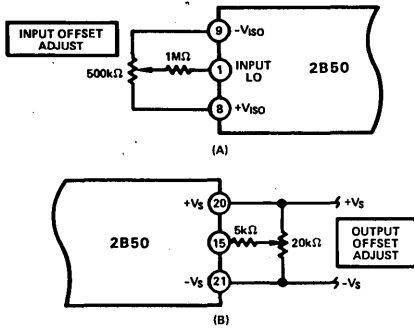 INPUT OFFSET
ADJUST
500kΩ
1MΩ
9 -VISO
1 INPUT
LO
8 +VISO
2B50
(A)
2B50
+VS 20
15
-VS 21
5kΩ
20kΩ
+VS
OUTPUT
OFFSET
ADJUST
-VS
(B)